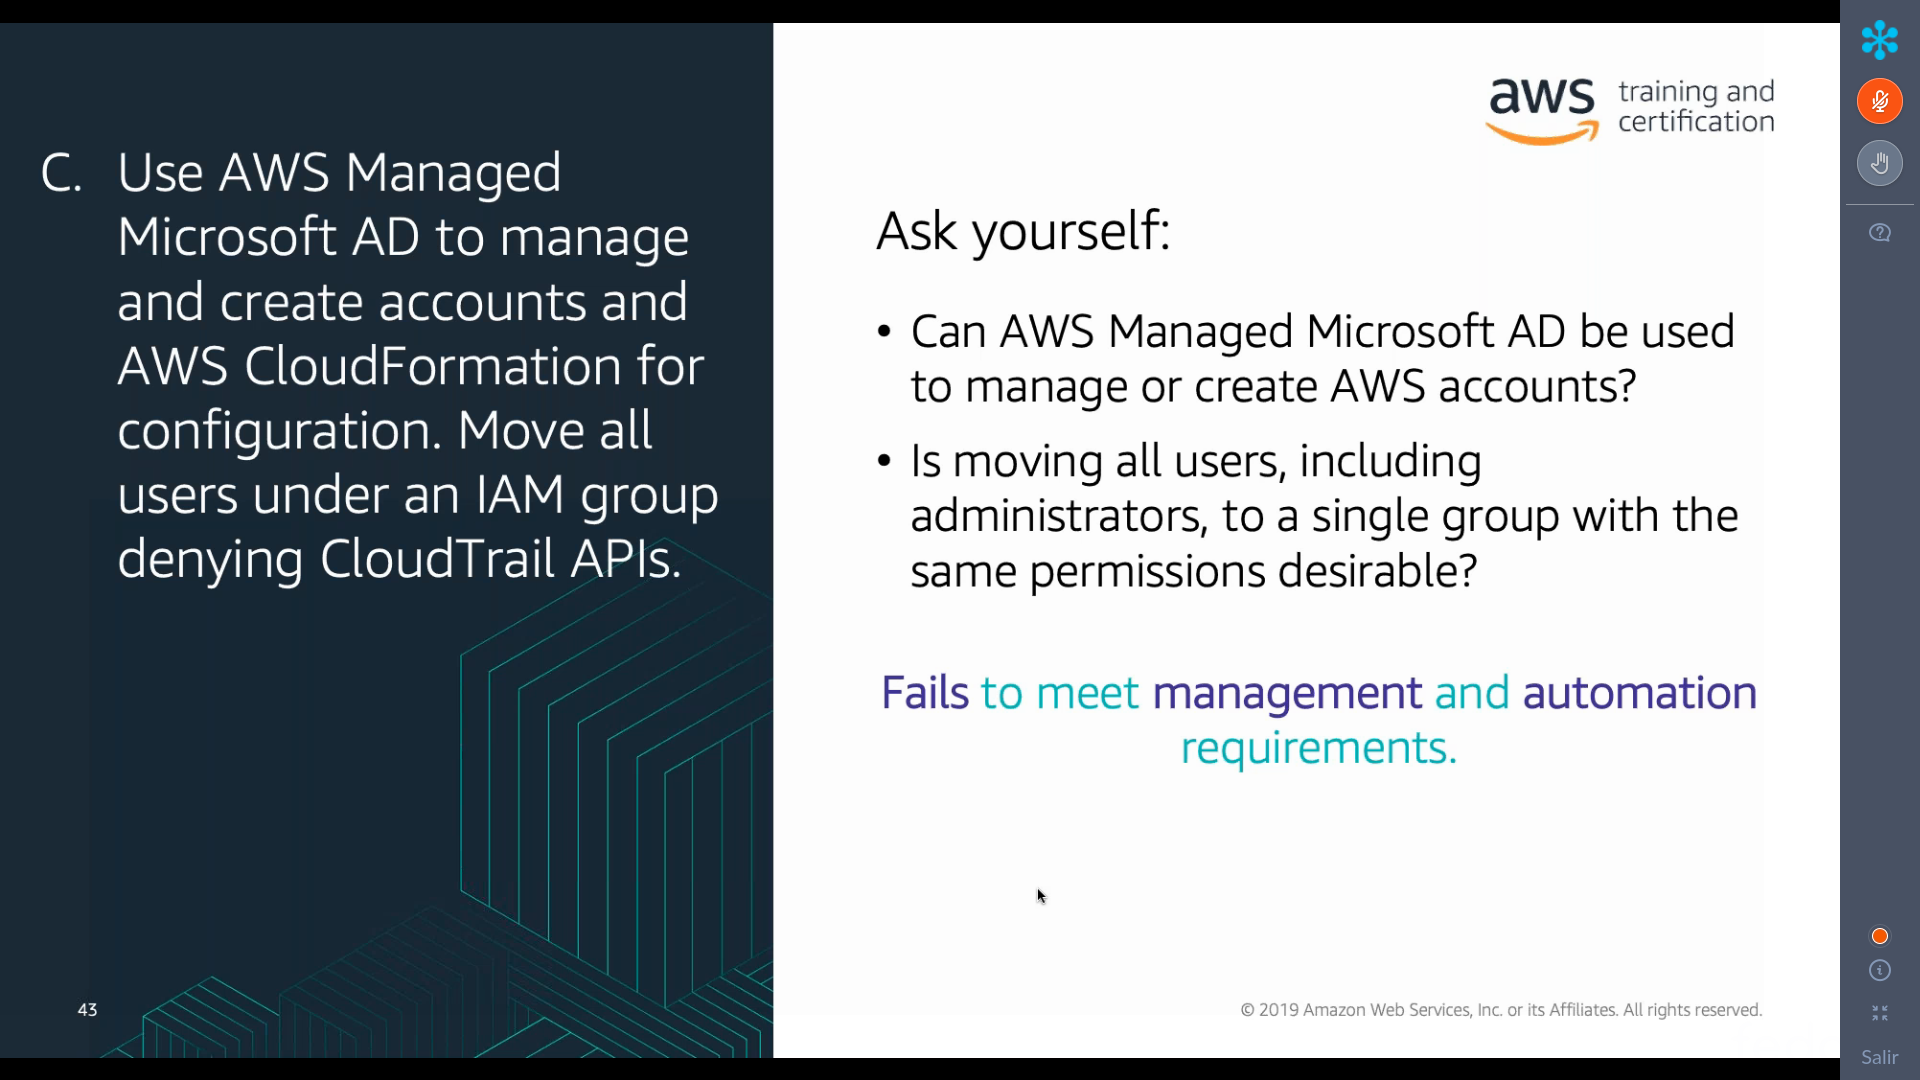 aws training and
certification
C. Use AWS Managed
Microsoft AD to manage
and create accounts and
AWS CloudFormation for
configuration. Move all
users under an IAM group
denying CloudTrail APIs.
Ask yourself:
• Can AWS Managed Microsoft AD be used
to manage or create AWS accounts?
• Is moving all users, including
administrators, to a single group with the
same permissions desirable?
Fails to meet management and automation
requirements.
43
© 2019 Amazon Web Services, Inc. or its Affiliates. All rights reserved.
Salir